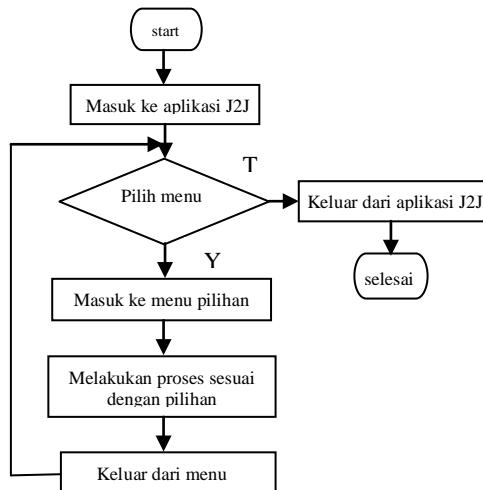 start
Masuk ke aplikasi J2J
T
Pilih menu
Keluar dari aplikasi J2J
Y
selesai
Masuk ke menu pilihan
Melakukan proses sesuai
dengan pilihan
Keluar dari menu